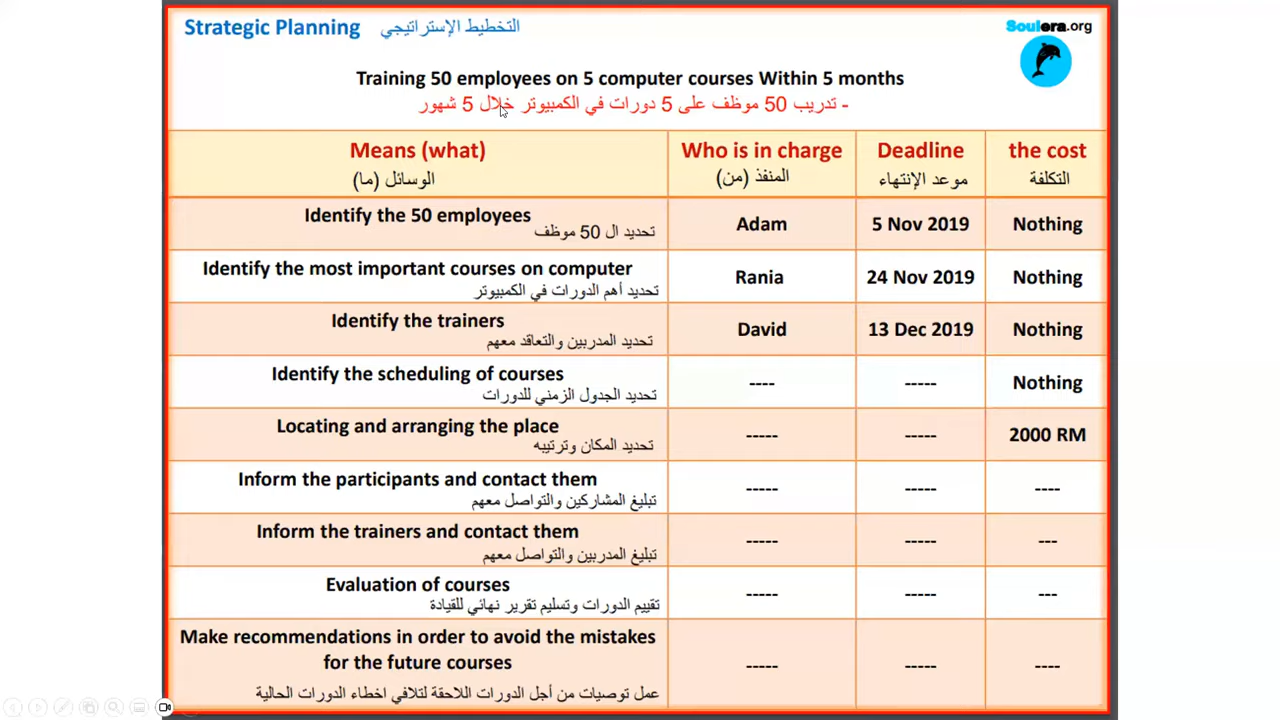 Strategic Planning التخطيط الإستراتيجي
Soulera.org
Training 50 employees on 5 computer courses Within 5 months
- تدريب 50 موظف على 5 دورات في الكمبيوتر خلال 5 شهور
Means (what) Who is in charge Deadline the cost
الوسائل (ما) المنفذ (من) موعد الإنتهاء التكلفة
Identify the 50 employees Adam 5 Nov 2019 Nothing
تحديد ال 50 موظف
Identify the most important courses on computer Rania 24 Nov 2019 Nothing
تحديد أهم الدورات في الكمبيوتر
Identify the trainers David 13 Dec 2019 Nothing
تحديد المدربين والتعاقد معهم
Identify the scheduling of courses ---- ----- Nothing
تحديد الجدول الزمني للدورات
Locating and arranging the place ----- ----- 2000 RM
تحديد المكان وترتيبه
Inform the participants and contact them ----- ----- ----
تبليغ المشاركين والتواصل معهم
Inform the trainers and contact them ----- ----- ---
تبليغ المدربين والتواصل معهم
Evaluation of courses ----- ----- ---
تقييم الدورات وتسليم تقرير نهائي للقيادة
Make recommendations in order to avoid the mistakes
for the future courses ----- ----- ----
عمل توصيات من أجل الدورات اللاحقة لتلافي اخطاء الدورات الحالية